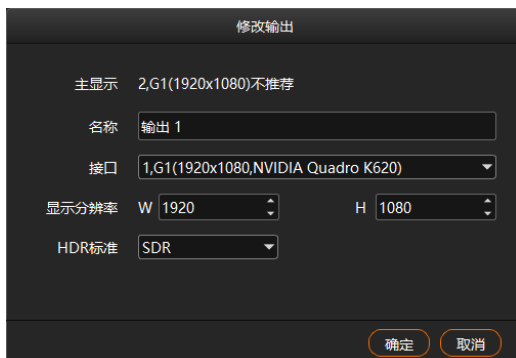 修改输出
主显示 2,G1(1920x1080)不推荐
名称 输出 1
接口 1,G1(1920x1080,NVIDIA Quadro K620)
显示分辨率 W 1920 H 1080
HDR标准 SDR
确定 取消